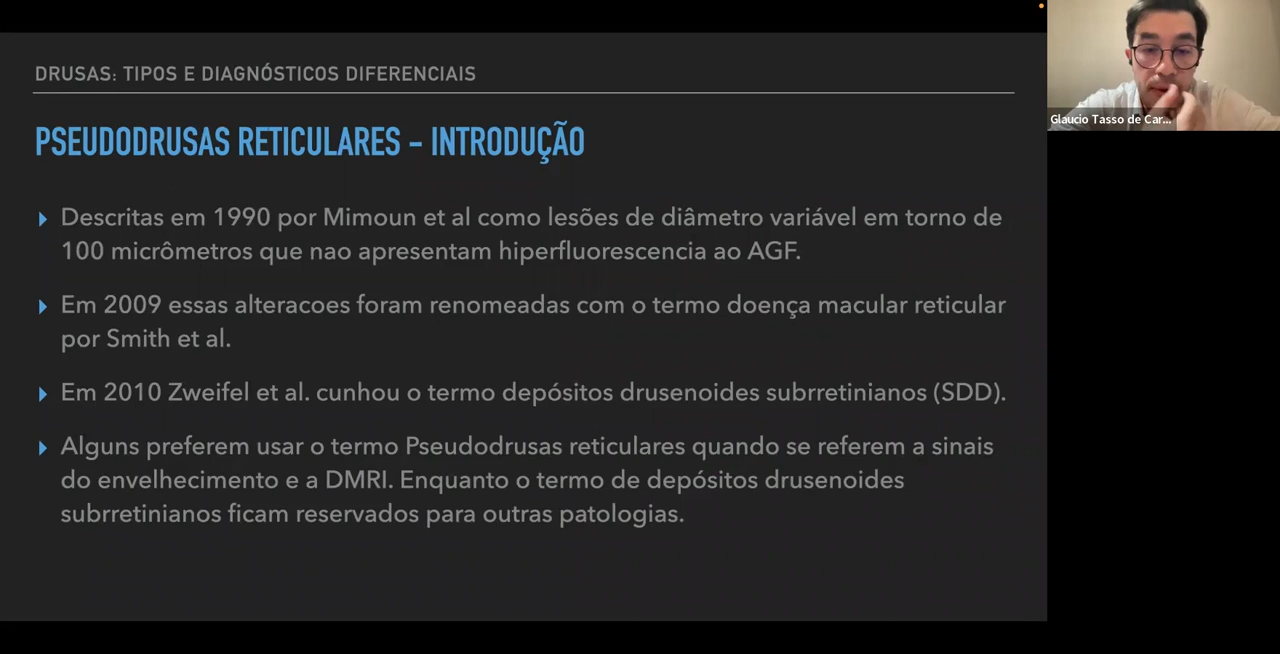 DRUSAS: TIPOS E DIAGNÓSTICOS DIFERENCIAIS
PSEUDODRUSAS RETICULARES – INTRODUÇÃO
Descritas em 1990 por Mimoun et al como lesões de diâmetro variável em torno de
100 micrômetros que nao apresentam hiperfluorescencia ao AGF.
Em 2009 essas alteracoes foram renomeadas com o termo doença macular reticular
por Smith et al.
Em 2010 Zweifel et al. cunhou o termo depósitos drusenoides subrretinianos (SDD).
Alguns preferem usar o termo Pseudodrusas reticulares quando se referem a sinais
do envelhecimento e a DMRI. Enquanto o termo de depósitos drusenoides
subrretinianos ficam reservados para outras patologias.
Glaucio Tasso de Car...